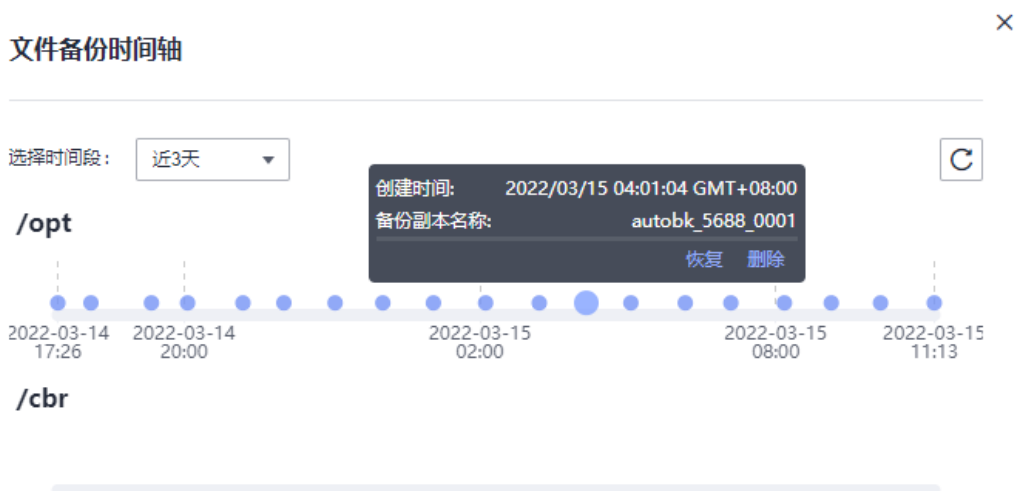 文件备份时间轴
选择时间段： 近3天
创建时间: 2022/03/15 04:01:04 GMT+08:00
备份副本名称: autobk_5688_0001
恢复 删除
/opt
2022-03-14 2022-03-14 2022-03-15 2022-03-15 2022-03-15
17:26 20:00 02:00 08:00 11:13
/cbr